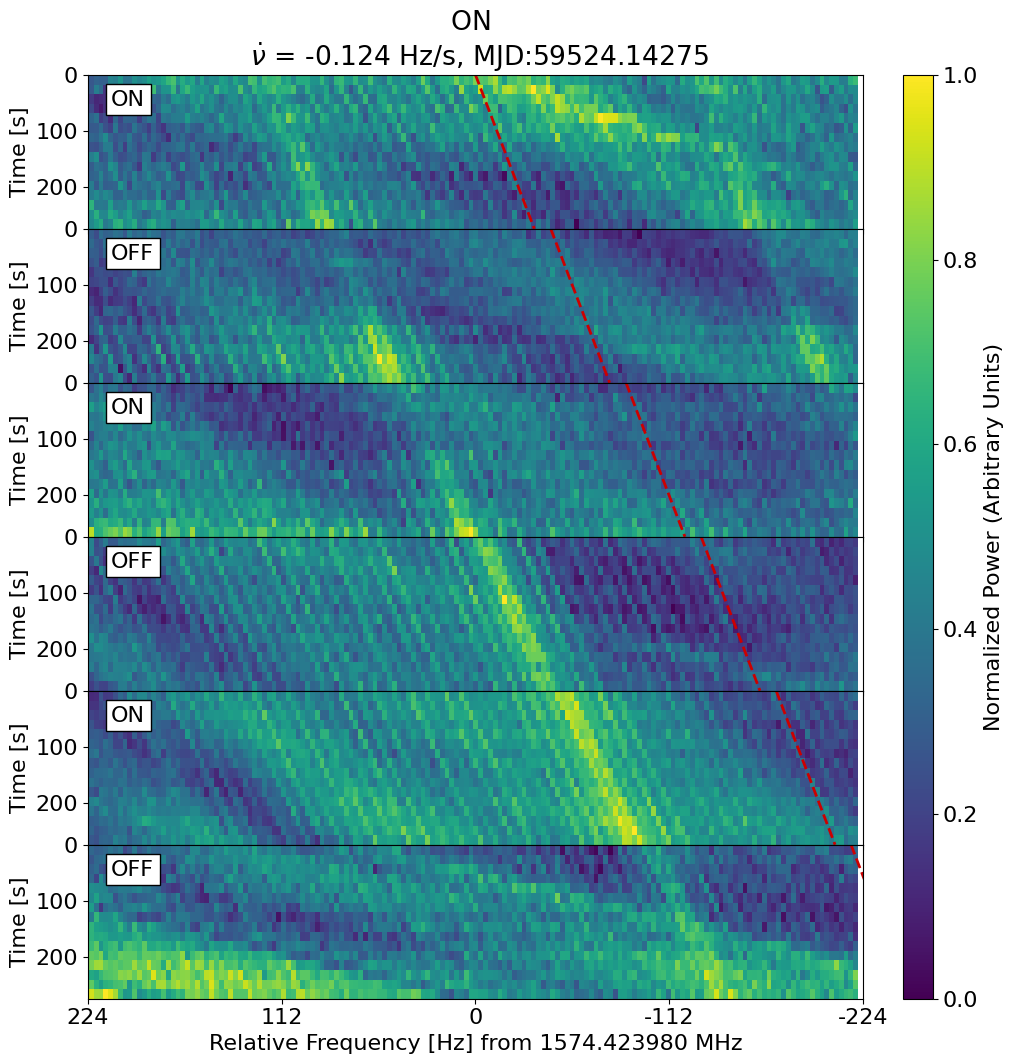 ON
ν̇ = -0.124 Hz/s, MJD:59524.14275
0
100
200
Time [s]
ON
0
100
200
Time [s]
OFF
0
100
200
Time [s]
ON
0
100
200
Time [s]
OFF
0
100
200
Time [s]
ON
0
100
200
Time [s]
OFF
224
112
0
-112
-224
Relative Frequency [Hz] from 1574.423980 MHz
1.0
0.8
0.6
0.4
0.2
0.0
Normalized Power (Arbitrary Units)